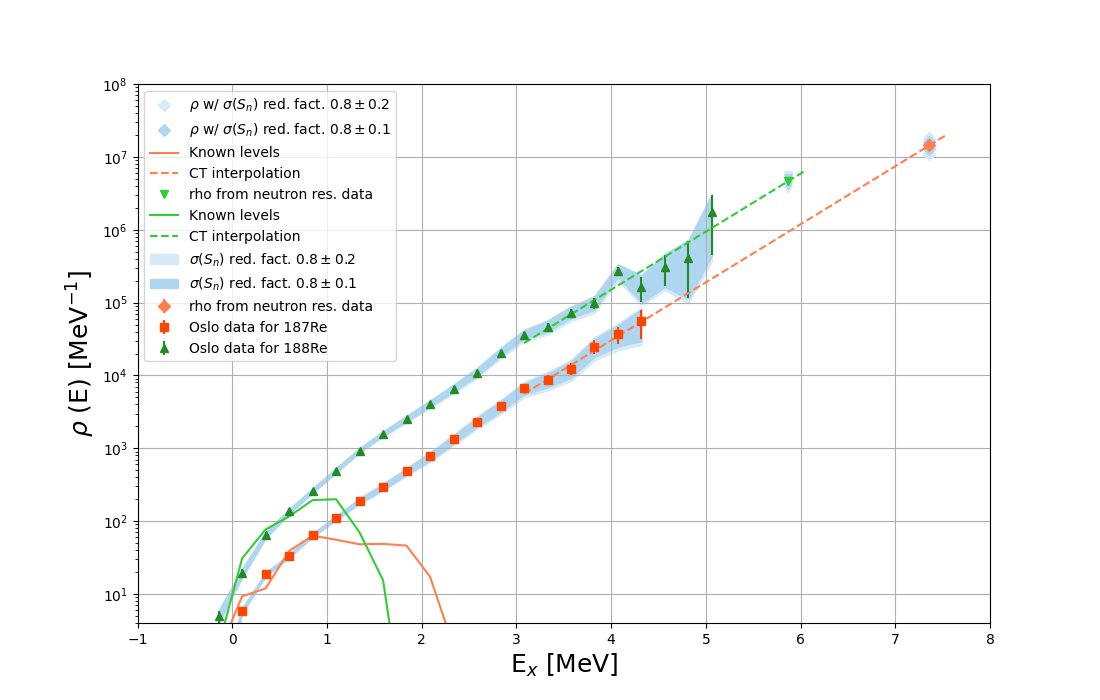 ρ w/ σ(Sₙ) red. fact. 0.8 ± 0.2
ρ w/ σ(Sₙ) red. fact. 0.8 ± 0.1
Known levels
CT interpolation
rho from neutron res. data
Known levels
CT interpolation
σ(Sₙ) red. fact. 0.8 ± 0.2
σ(Sₙ) red. fact. 0.8 ± 0.1
rho from neutron res. data
Oslo data for 187Re
Oslo data for 188Re
10⁸
10⁷
10⁶
10⁵
10⁴
10³
10²
10¹
ρ (E) [MeV⁻¹]
−1 0 1 2 3 4 5 6 7 8
Eₓ [MeV]